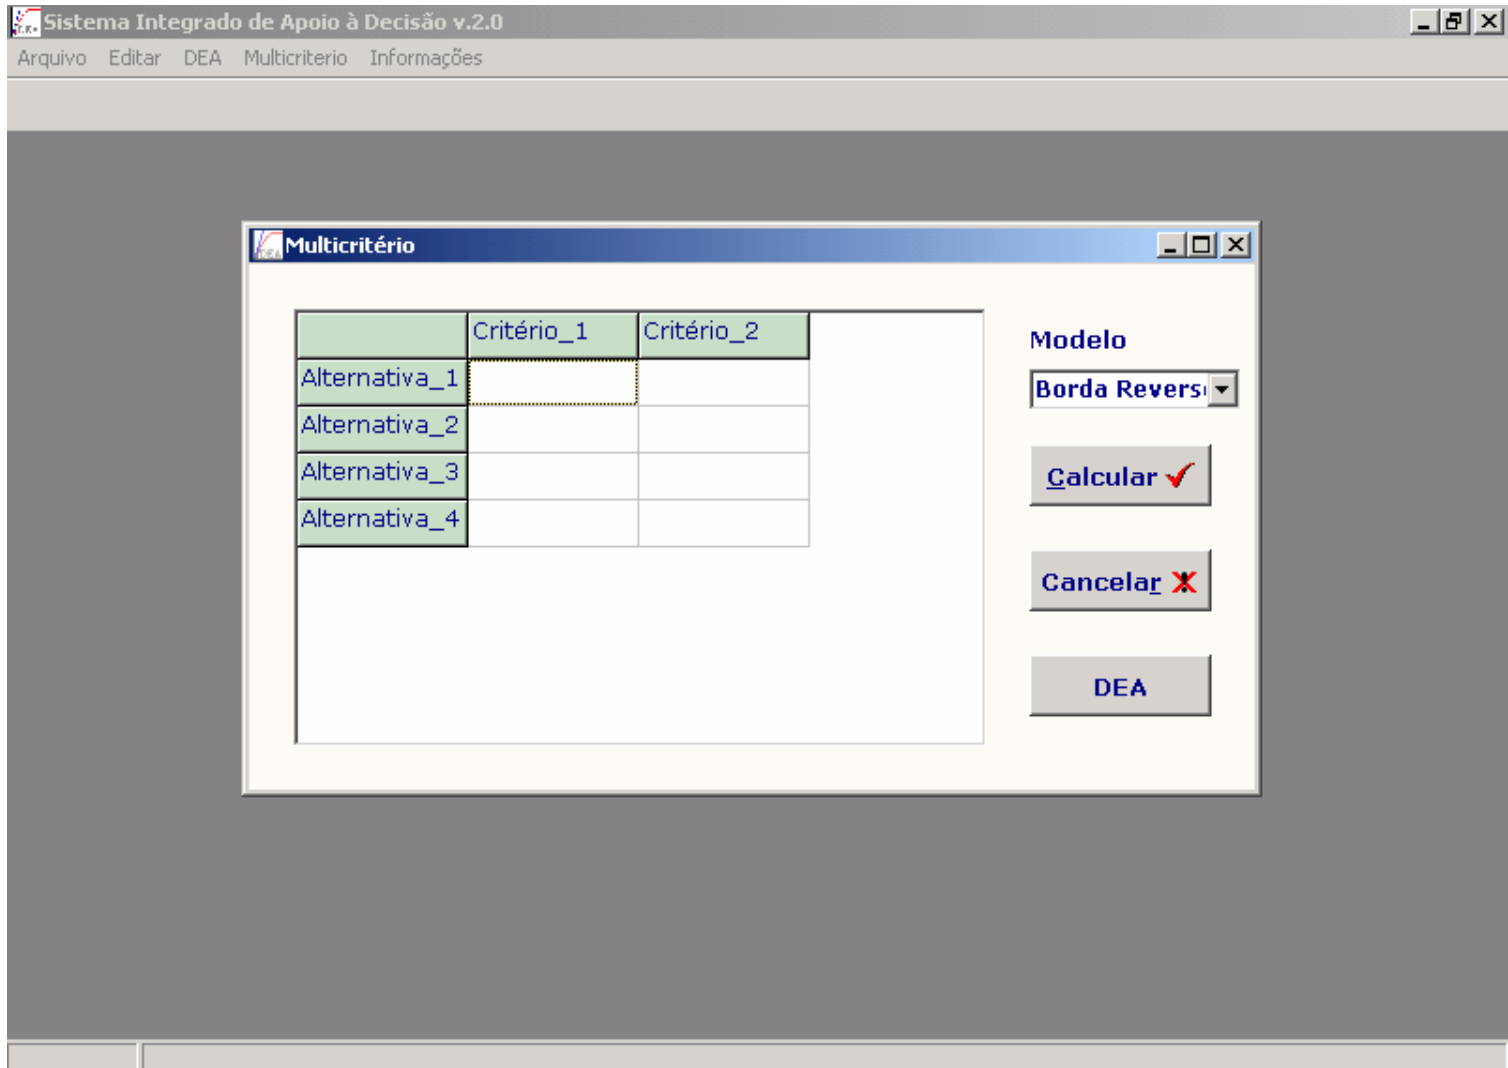 Sistema Integrado de Apoio à Decisão v.2.0
Arquivo Editar DEA Multicriterio Informações
Multicritério
Critério_1 Critério_2
Alternativa_1
Alternativa_2
Alternativa_3
Alternativa_4
Modelo
Borda Revers
Calcular
Cancelar
DEA